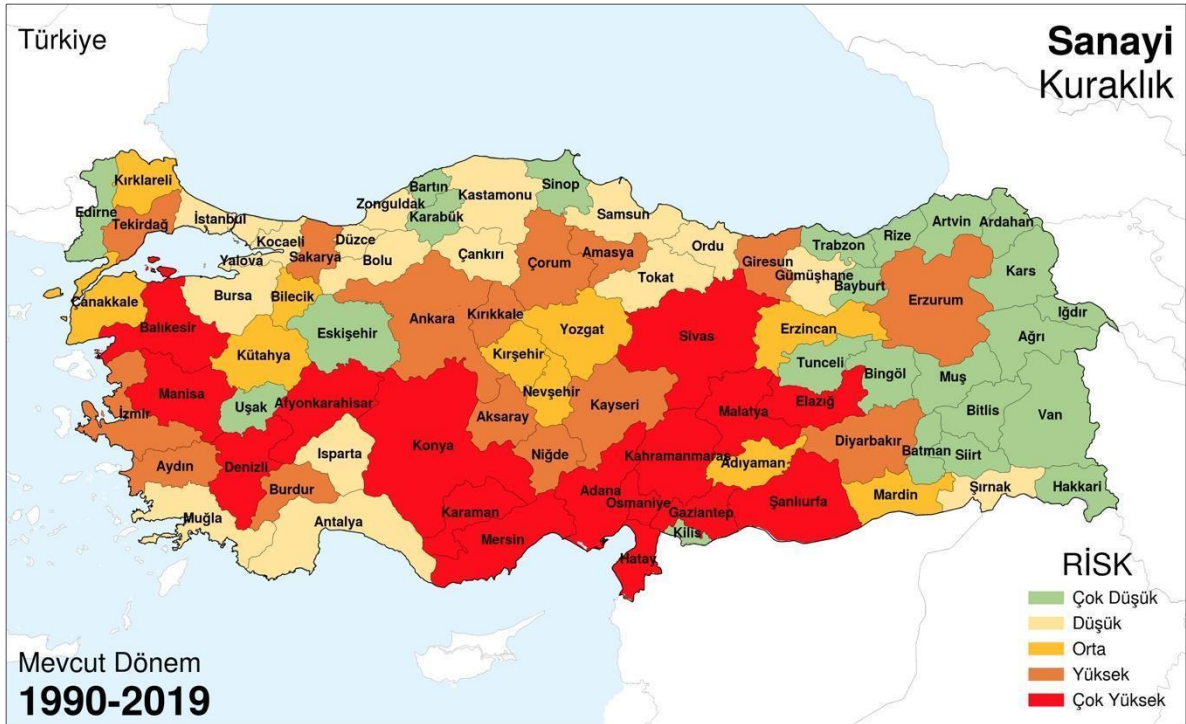 Türkiye
Sanayi
Kuraklık
Kırklareli
Edirne
Tekirdağ
İstanbul
Kocaeli
Yalova
Sakarya
Düzce
Zonguldak
Bartın
Karabük
Kastamonu
Sinop
Samsun
Bolu
Çankırı
Çorum
Amasya
Ordu
Tokat
Giresun
Gümüşhane
Trabzon
Bayburt
Rize
Artvin
Ardahan
Kars
Erzurum
Iğdır
Ağrı
Çanakkale
Balıkesir
Bursa
Bilecik
Kütahya
Eskişehir
Ankara
Kırıkkale
Yozgat
Kırşehir
Nevşehir
Sivas
Erzincan
Tunceli
Bingöl
Muş
Bitlis
Van
Manisa
Uşak
Afyonkarahisar
İzmir
Aydın
Denizli
Burdur
Isparta
Konya
Aksaray
Kayseri
Niğde
Malatya
Elazığ
Kahramanmaraş
Adıyaman
Diyarbakır
Batman
Siirt
Mardin
Şırnak
Hakkari
Muğla
Antalya
Karaman
Mersin
Adana
Osmaniye
Gaziantep
Şanlıurfa
Kilis
Hatay
RİSK
Çok Düşük
Düşük
Orta
Yüksek
Çok Yüksek
Mevcut Dönem
1990-2019